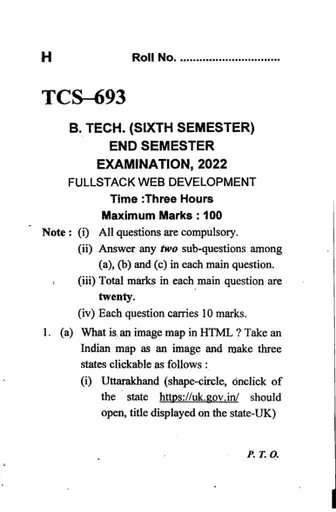 H Roll No. ..............................
TCS–693
B. TECH. (SIXTH SEMESTER)
END SEMESTER
EXAMINATION, 2022
FULLSTACK WEB DEVELOPMENT
Time :Three Hours
Maximum Marks : 100
Note : (i) All questions are compulsory.
(ii) Answer any two sub-questions among
(a), (b) and (c) in each main question.
(iii) Total marks in each main question are
twenty.
(iv) Each question carries 10 marks.
1. (a) What is an image map in HTML ? Take an
Indian map as an image and make three
states clickable as follows :
(i) Uttarakhand (shape-circle, onclick of
the state https://uk.gov.in/ should
open, title displayed on the state-UK)
P. T. O.